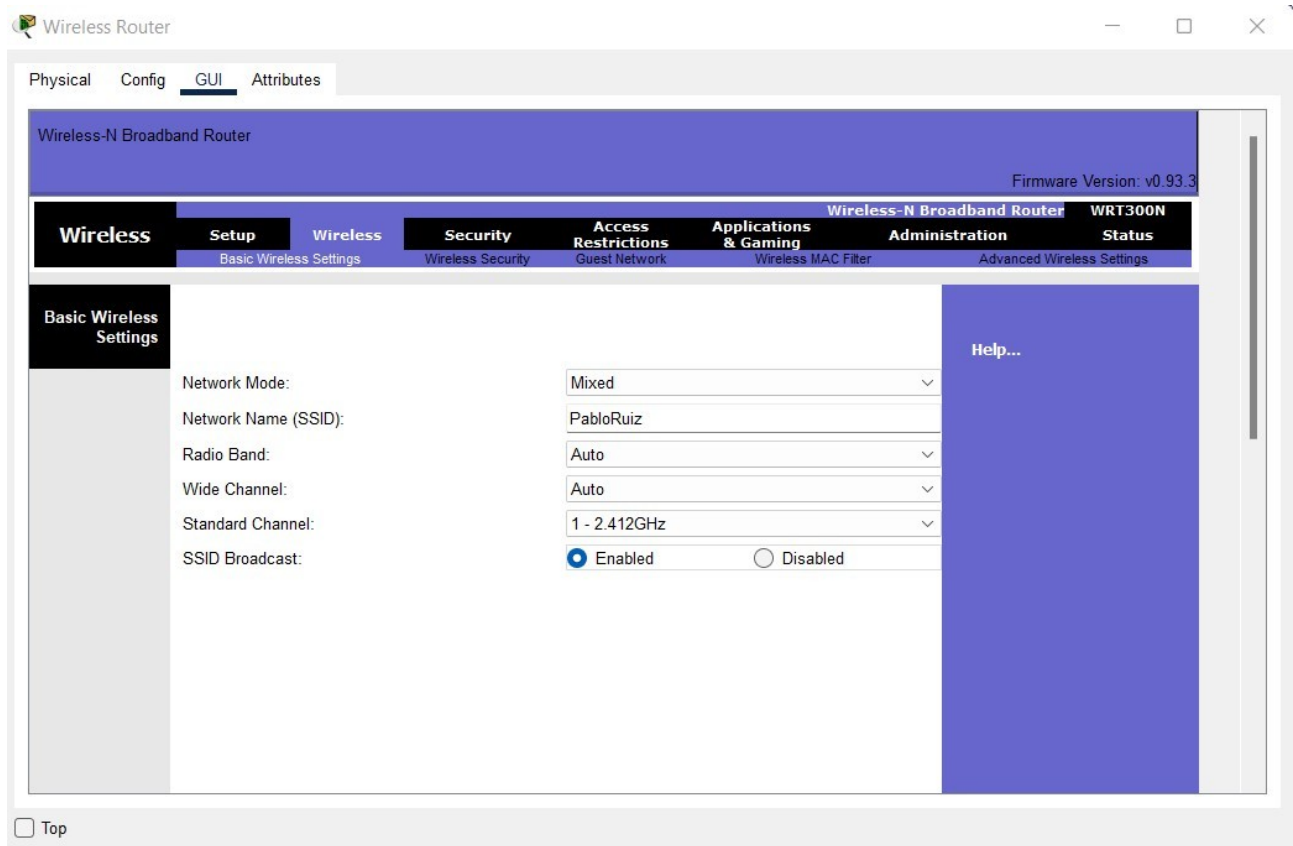 Wireless Router
Physical Config GUI Attributes
Wireless-N Broadband Router
Firmware Version: v0.93.3
Wireless-N Broadband Router WRT300N
Wireless Setup Wireless Security Access Restrictions Applications & Gaming Administration Status
Basic Wireless Settings Wireless Security Guest Network Wireless MAC Filter Advanced Wireless Settings
Basic Wireless
Settings
Help...
Network Mode: Mixed
Network Name (SSID): PabloRuiz
Radio Band: Auto
Wide Channel: Auto
Standard Channel: 1 - 2.412GHz
SSID Broadcast: Enabled Disabled
Top